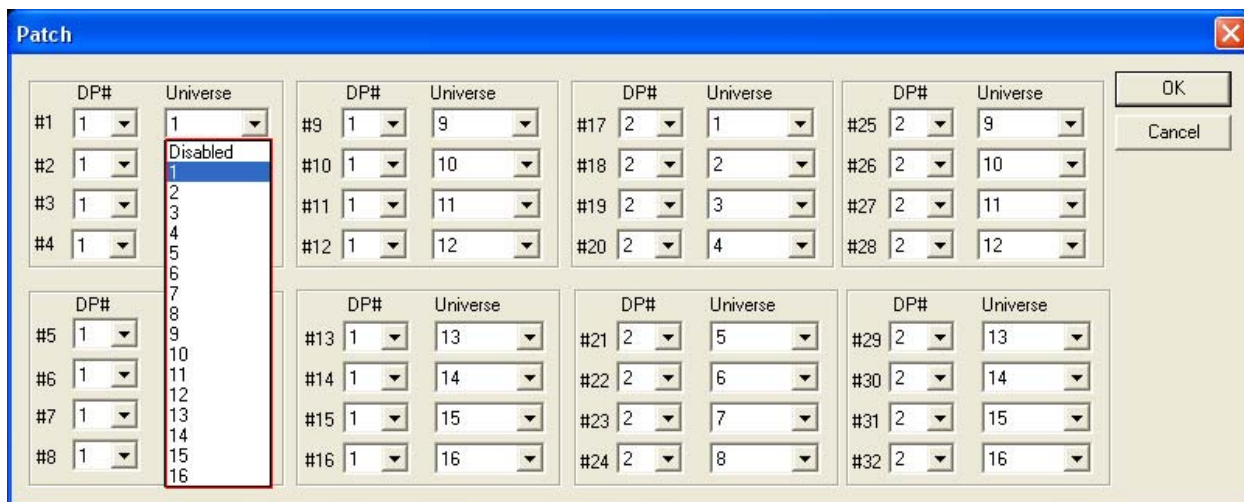 Patch
DP# Universe DP# Universe DP# Universe DP# Universe OK
#1 1 1 #9 1 9 #17 2 1 #25 2 9 Cancel
Disabled
#2 1 1 #10 1 10 #18 2 2 #26 2 10
2
#3 1 3 #11 1 11 #19 2 3 #27 2 11
#4 1 4 #12 1 12 #20 2 4 #28 2 12
5
6
7
DP# 8 DP# Universe DP# Universe DP# Universe
#5 1 9 #13 1 13 #21 2 5 #29 2 13
10
#6 1 11 #14 1 14 #22 2 6 #30 2 14
12
#7 1 13 #15 1 15 #23 2 7 #31 2 15
14
#8 1 15 #16 1 16 #24 2 8 #32 2 16
16